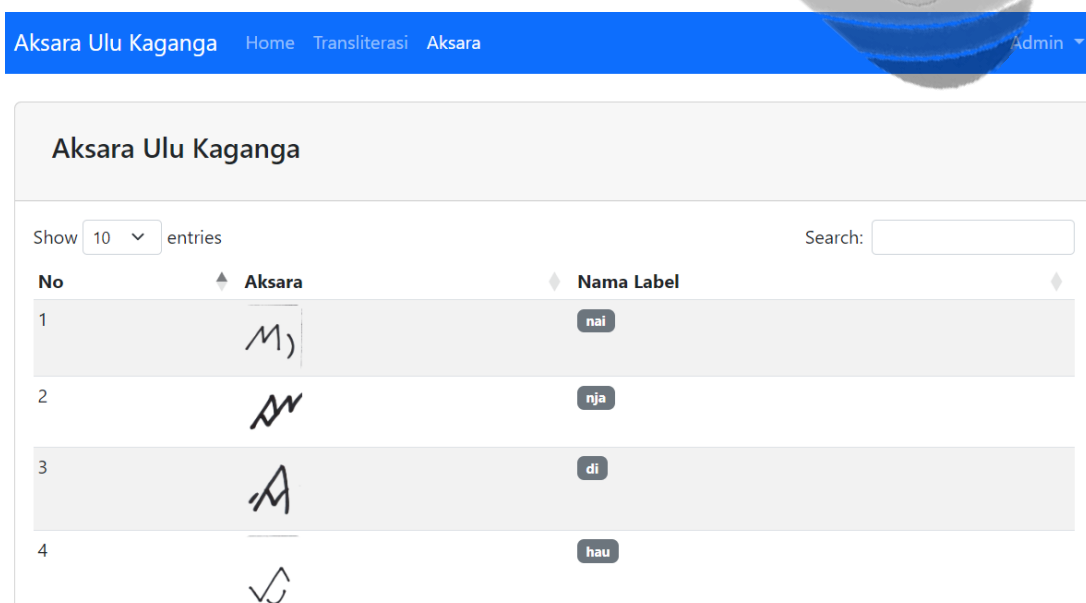 Aksara Ulu Kaganga Home Transliterasi Aksara Admin
Aksara Ulu Kaganga
Show 10 entries Search:
No Aksara Nama Label
1 nai
2 nja
3 di
4 hau